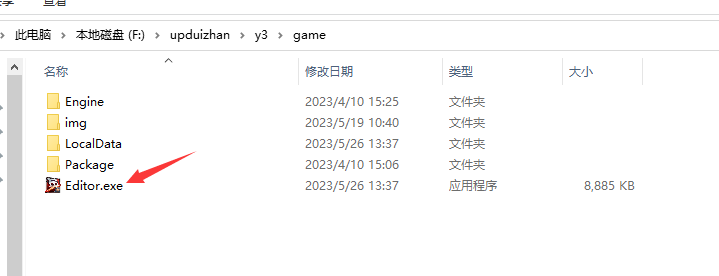 查看
此电脑 > 本地磁盘 (F:) > upduizhan > y3 > game
名称 修改日期 类型 大小
Engine 2023/4/10 15:25 文件夹
img 2023/5/19 10:40 文件夹
LocalData 2023/5/26 13:37 文件夹
Package 2023/4/10 15:06 文件夹
Editor.exe 2023/5/26 13:37 应用程序 8,885 KB